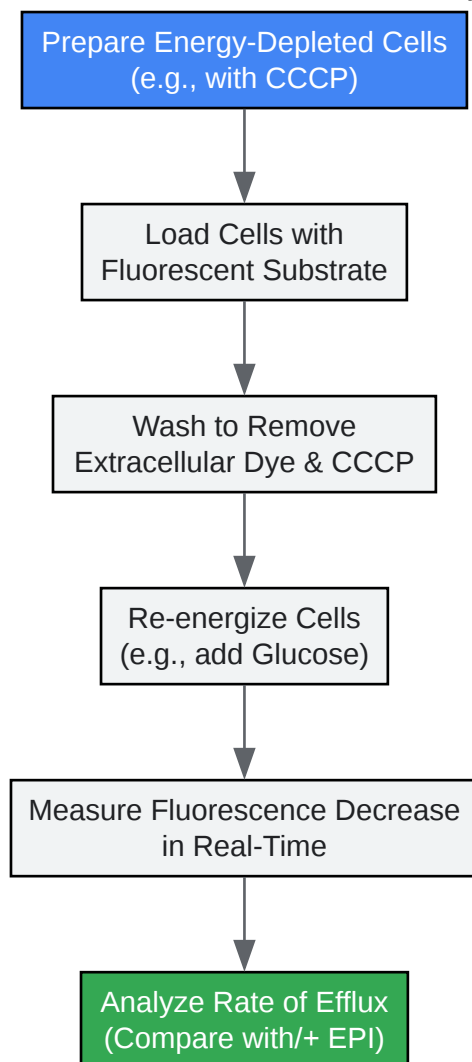 Prepare Energy-Depleted Cells
(e.g., with CCCP)
Load Cells with
Fluorescent Substrate
Wash to Remove
Extracellular Dye & CCCP
Re-energize Cells
(e.g., add Glucose)
Measure Fluorescence Decrease
in Real-Time
Analyze Rate of Efflux
(Compare with/+ EPI)